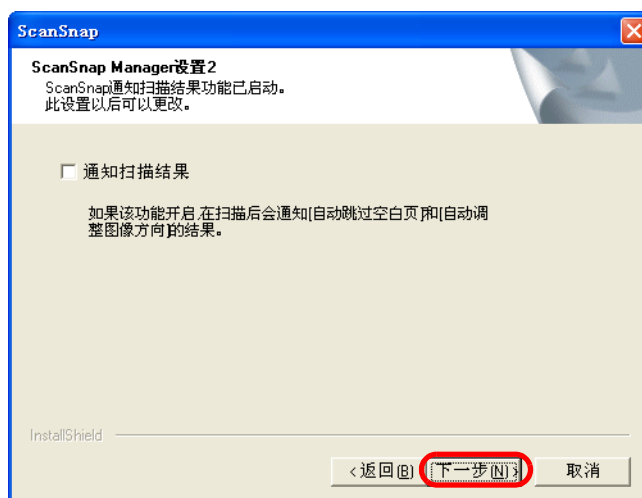 ScanSnap
ScanSnap Manager设置2
ScanSnap通知扫描结果功能已启动。
此设置以后可以更改。
通知扫描结果
如果该功能开启,在扫描后会通知[自动跳过空白页]和[自动调
整图像方向]的结果。
InstallShield
<返回(B) 下一步(N)> 取消